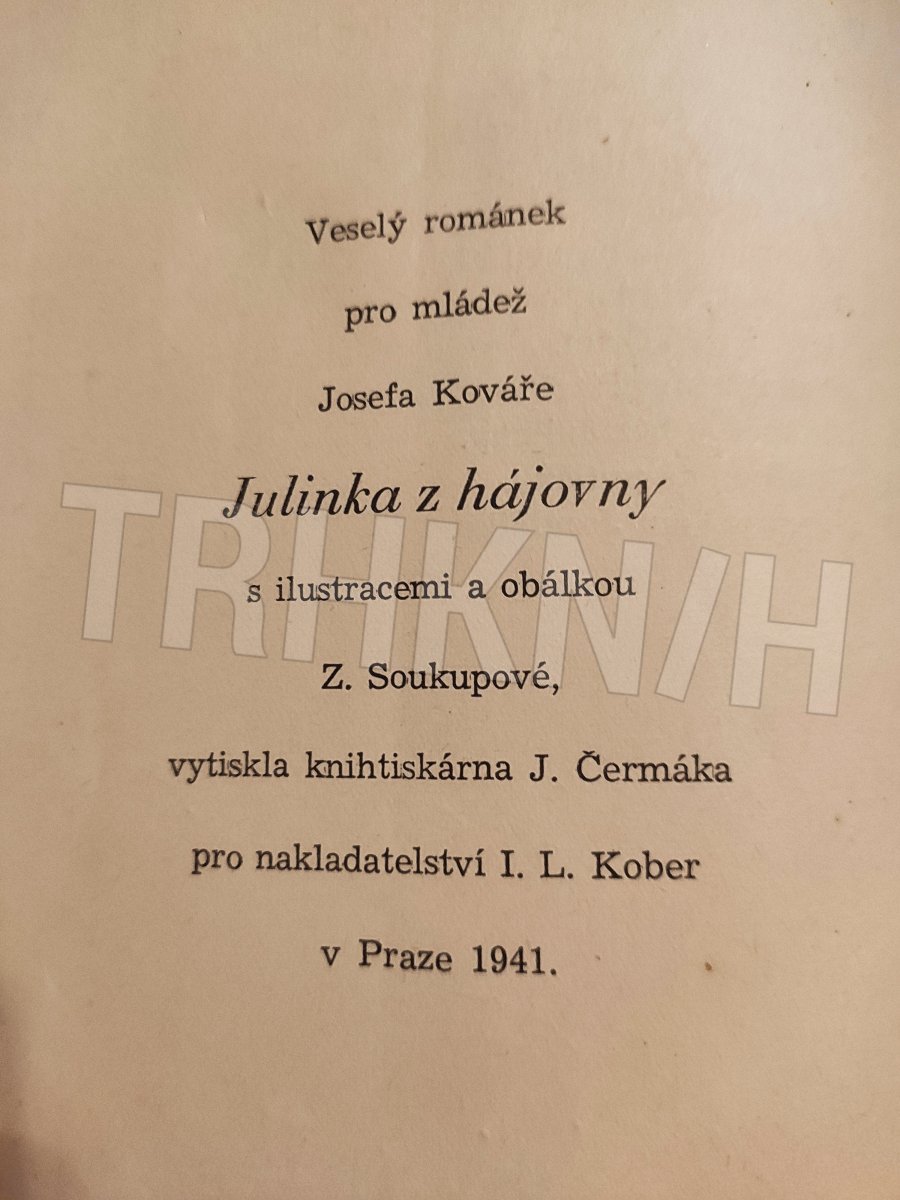 Veselý románek
pro mládež
Josefa Kováře
Julinka z hájovny
s ilustracemi a obálkou
Z. Soukupové,
vytiskla knihtiskárna J. Čermáka
pro nakladatelství I. L. Kober
v Praze 1941.
TRHKNIH